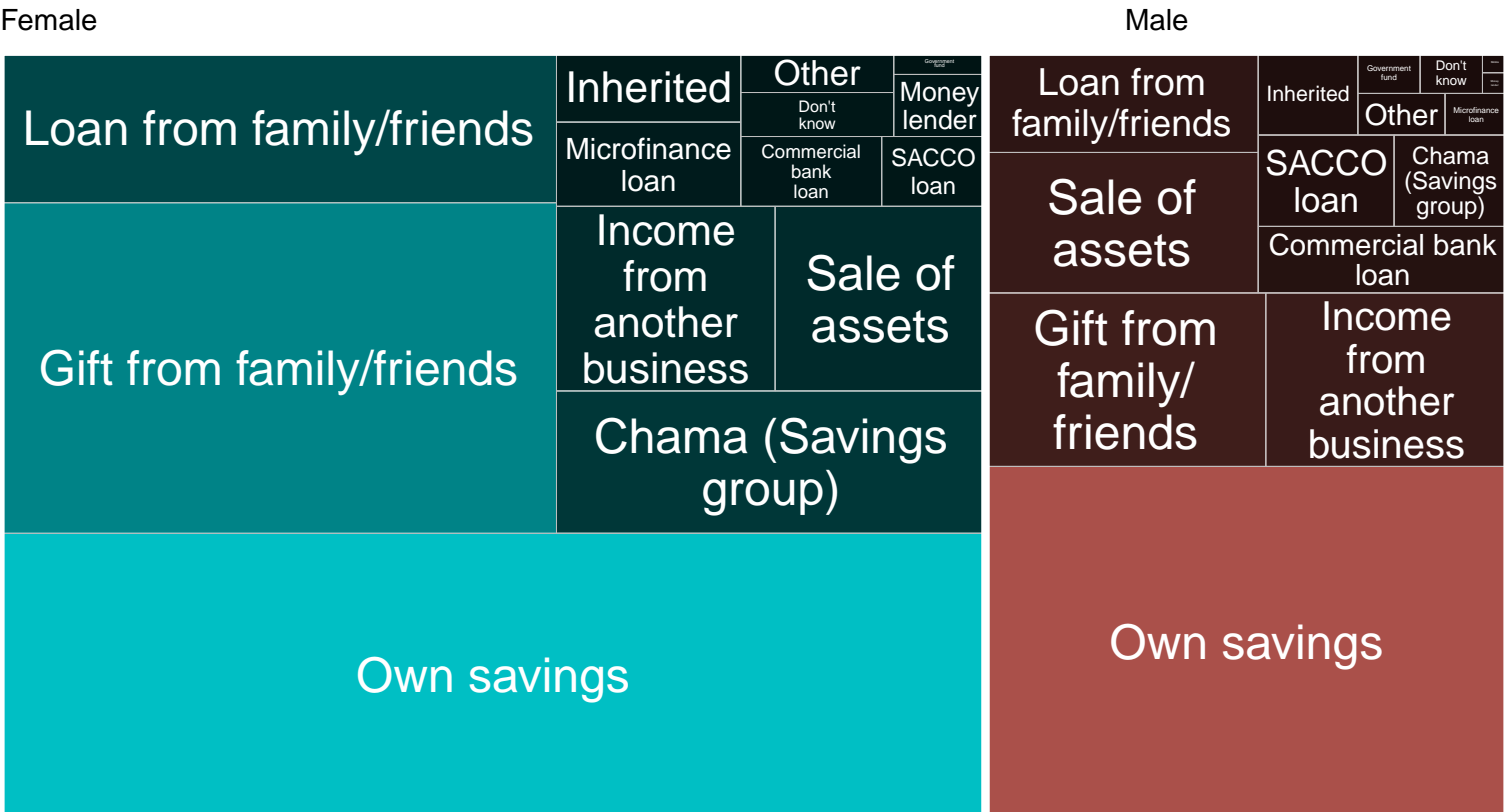 Female
Male
Loan from family/friends
Gift from family/friends
Own savings
Inherited
Microfinance
loan
Other
Don't
know
Government
fund
Money
lender
Commercial
bank
loan
SACCO
loan
Income
from
another
business
Sale of
assets
Chama (Savings
group)
Loan from
family/friends
Sale of
assets
Gift from
family/
friends
Inherited
Government
fund
Don't
know
Other
Microfinance
loan
SACCO
loan
Chama
(Savings
group)
Commercial bank
loan
Income
from
another
business
Own savings